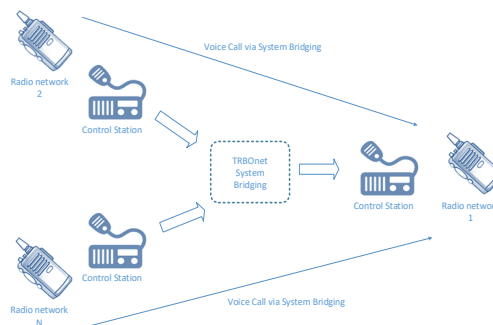 Voice Call via System Bridging
Radio network
2
Control Station
TRBOnet
System
Bridging
Control Station
Radio network
1
Control Station
Voice Call via System Bridging
Radio network
N